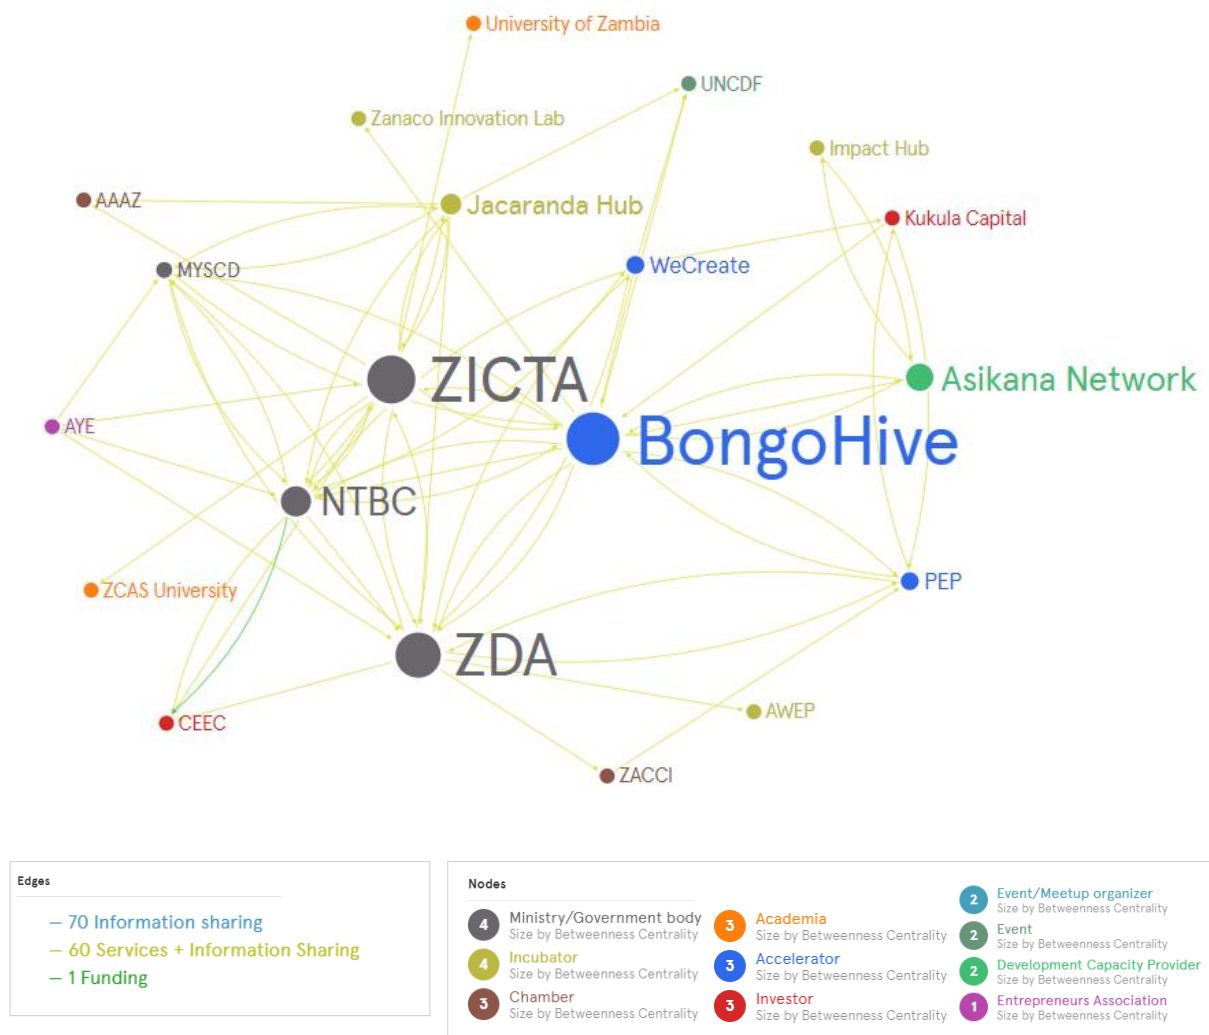 University of Zambia
UNCDF
Zanaco Innovation Lab
Impact Hub
AAAZ
Jacaranda Hub
Kukula Capital
MYSCD
WeCreate
ZICTA
Asikana Network
AYE
BongoHive
NTBC
ZCAS University
PEP
ZDA
AWEP
CEEC
ZACCI
Edges
— 70 Information sharing
— 60 Services + Information Sharing
— 1 Funding
Nodes
4 Ministry/Government body
Size by Betweenness Centrality
4 Incubator
Size by Betweenness Centrality
3 Chamber
Size by Betweenness Centrality
3 Academia
Size by Betweenness Centrality
3 Accelerator
Size by Betweenness Centrality
3 Investor
Size by Betweenness Centrality
2 Event/Meetup organizer
Size by Betweenness Centrality
2 Event
Size by Betweenness Centrality
2 Development Capacity Provider
Size by Betweenness Centrality
1 Entrepreneurs Association
Size by Betweenness Centrality